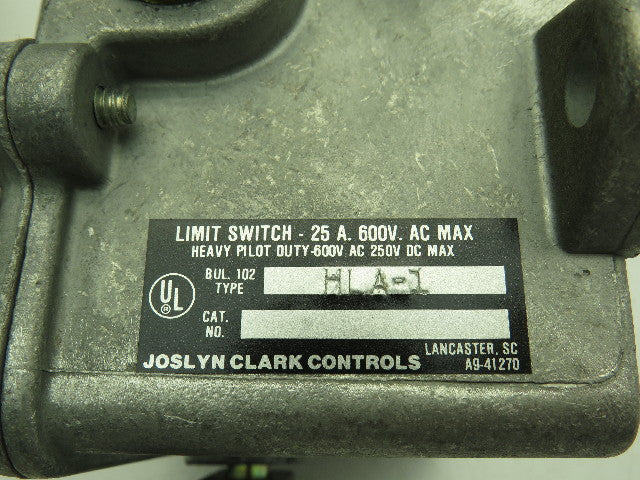 LIMIT SWITCH - 25 A. 600V. AC MAX
HEAVY PILOT DUTY-600V AC 250V DC MAX
UL
®
BUL. 102
TYPE HLA-1
CAT.
NO.
LANCASTER, SC
JOSLYN CLARK CONTROLS A9-41270